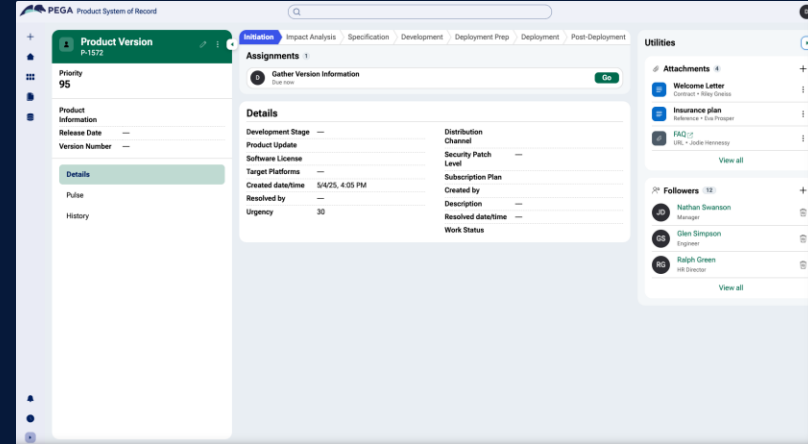 PEGA Product System of Record
Product Version
P-1572
Priority
95
Product
Information
Release Date —
Version Number —
Details
Pulse
History
Initiation Impact Analysis Specification Development Deployment Prep Deployment Post-Deployment
Assignments 1
D Gather Version Information
Due now
Go
Details
Development Stage —
Product Update
Software License
Target Platforms —
Created date/time 5/4/25, 4:05 PM
Resolved by —
Urgency 30
Distribution
Channel
Security Patch —
Level
Subscription Plan
Created by
Description —
Resolved date/time —
Work Status
Utilities
Attachments 4
Welcome Letter
Contract • Riley Gneiss
Insurance plan
Reference • Eva Prosper
FAQ
URL • Jodie Hennessy
View all
Followers 12
JD Nathan Swanson
Manager
GS Glen Simpson
Engineer
RG Ralph Green
HR Director
View all